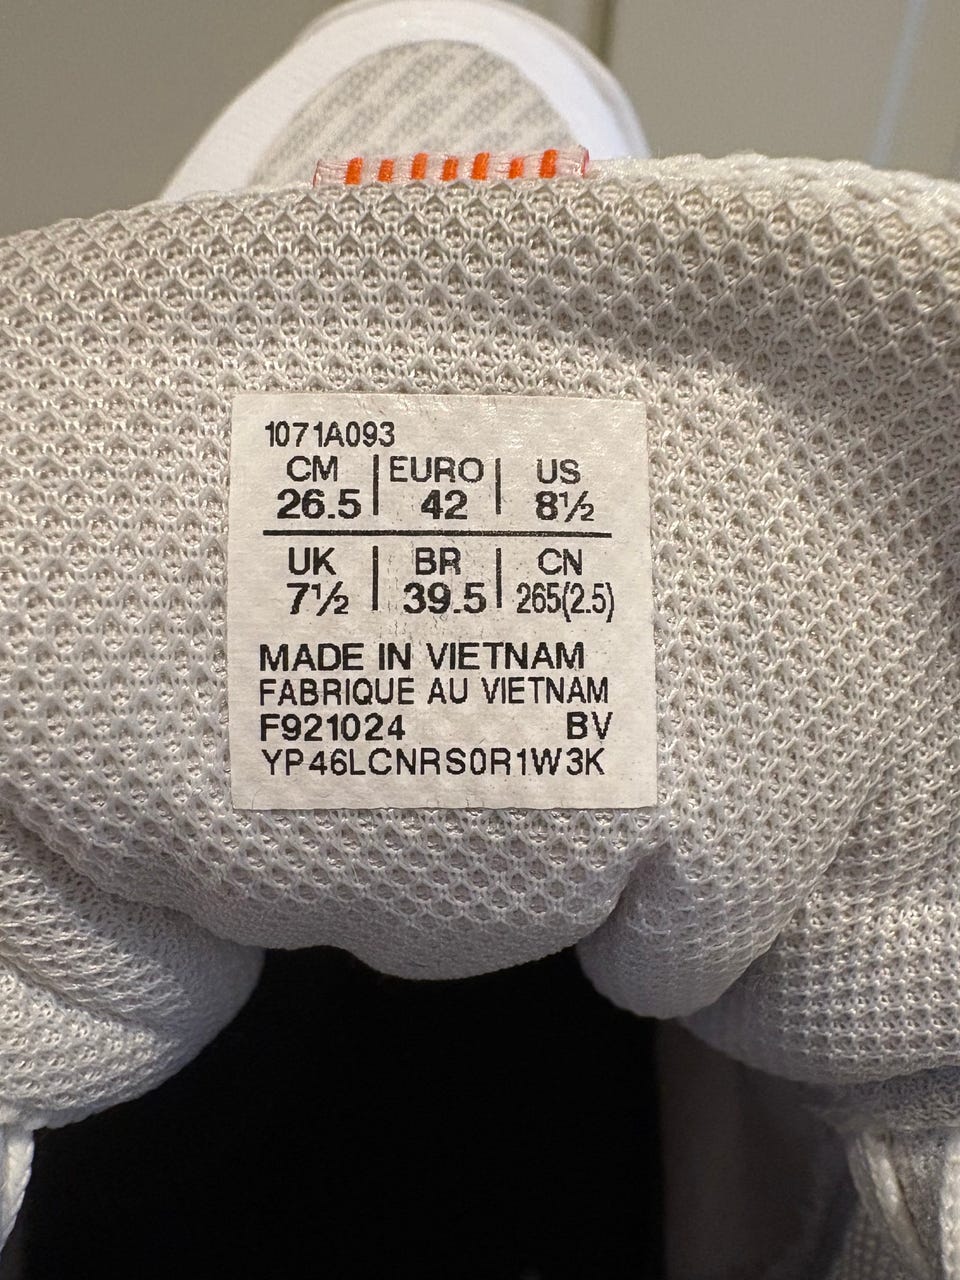 1071A093
CM | EURO | US
26.5 | 42 | 8½
UK | BR | CN
7½ | 39.5 | 265(2.5)
MADE IN VIETNAM
FABRIQUE AU VIETNAM
F921024 BV
YP46LCNRS0R1W3K